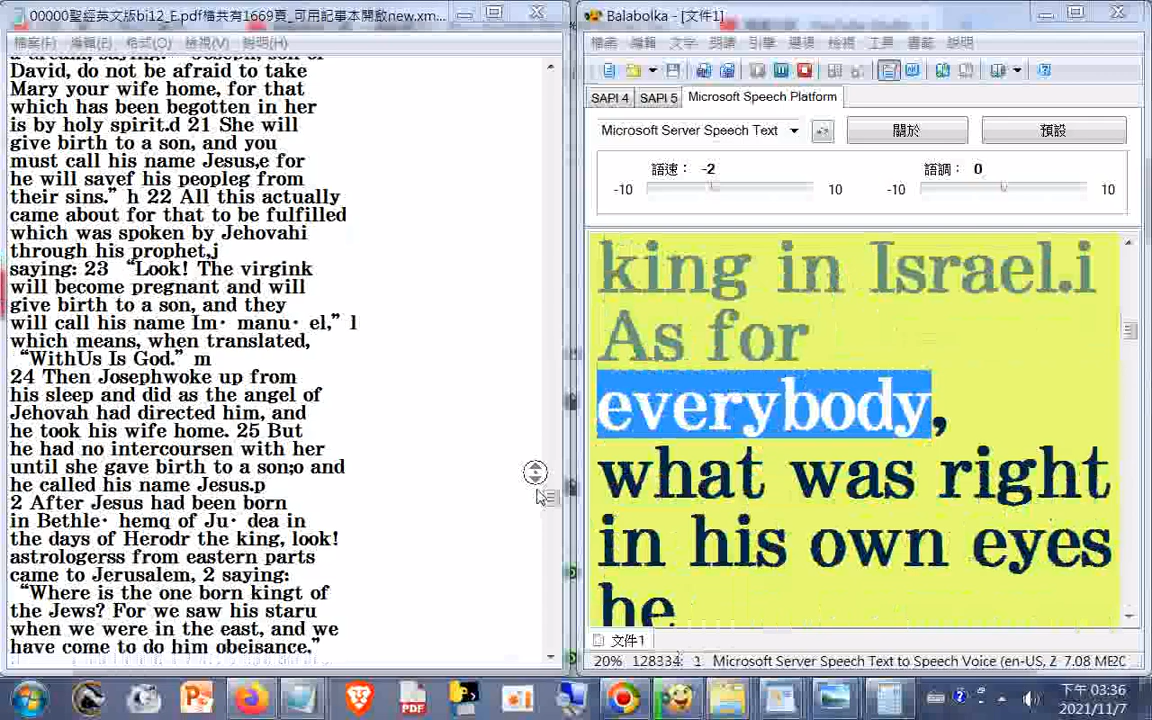 00000聖經英文版bi12_E.pdf檔共有1669頁_可用記事本開啟new.xm...
檔案(F) 編輯(E) 格式(O) 檢視(V) 說明(H)
David, do not be afraid to take
Mary your wife home, for that
which has been begotten in her
is by holy spirit.d 21 She will
give birth to a son, and you
must call his name Jesus,e for
he will savef his peopleg from
their sins.” h 22 All this actually
came about for that to be fulfilled
which was spoken by Jehovahi
through his prophet,j
saying: 23 “Look! The virgink
will become pregnant and will
give birth to a son, and they
will call his name Im· manu· el,” l
which means, when translated,
“WithUs Is God.” m
24 Then Josephwoke up from
his sleep and did as the angel of
Jehovah had directed him, and
he took his wife home. 25 But
he had no intercoursen with her
until she gave birth to a son;o and
he called his name Jesus.p
2 After Jesus had been born
in Bethle· hemq of Ju· dea in
the days of Herodr the king, look!
astrologerss from eastern parts
came to Jerusalem, 2 saying:
“Where is the one born kingt of
the Jews? For we saw his staru
when we were in the east, and we
have come to do him obeisance.”
Balabolka - [文件1]
檔案 編輯 文字 朗讀 引擎 選項 檢視 工具 書籤 說明
SAPI 4 SAPI 5 Microsoft Speech Platform
Microsoft Server Speech Text 關於 預設
語速： -2 語調： 0
-10 10 -10 10
king in Israel.i
As for
everybody,
what was right
in his own eyes
he
文件1
20% 128334: 1 Microsoft Server Speech Text to Speech Voice (en-US, Z 7.08 ME
PDF
下午 03:36
2021/11/7